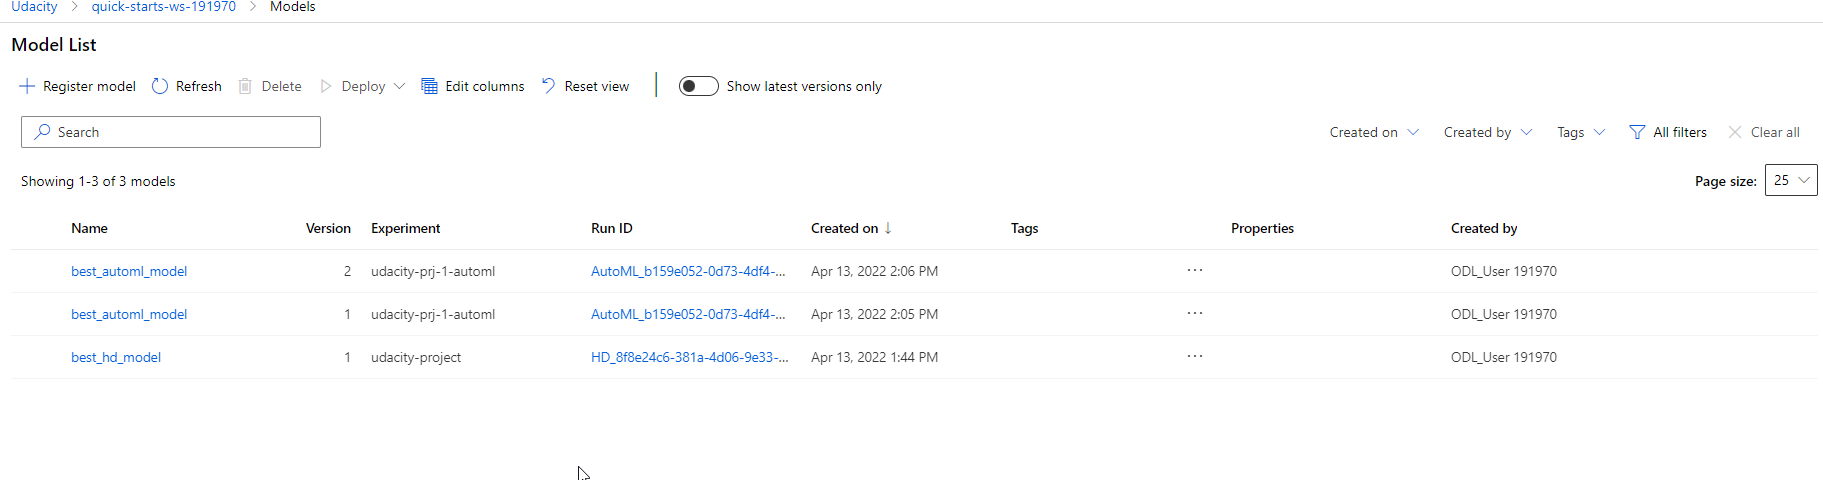 Udacity > quick-starts-ws-191970 > Models
Model List
Register model Refresh Delete Deploy Edit columns Reset view Show latest versions only
Search Created on Created by Tags All filters Clear all
Showing 1-3 of 3 models Page size: 25
Name Version Experiment Run ID Created on ↓ Tags Properties Created by
best_automl_model 2 udacity-prj-1-automl AutoML_b159e052-0d73-4df4-... Apr 13, 2022 2:06 PM ... ODL_User 191970
best_automl_model 1 udacity-prj-1-automl AutoML_b159e052-0d73-4df4-... Apr 13, 2022 2:05 PM ... ODL_User 191970
best_hd_model 1 udacity-project HD_8f8e24c6-381a-4d06-9e33-... Apr 13, 2022 1:44 PM ... ODL_User 191970